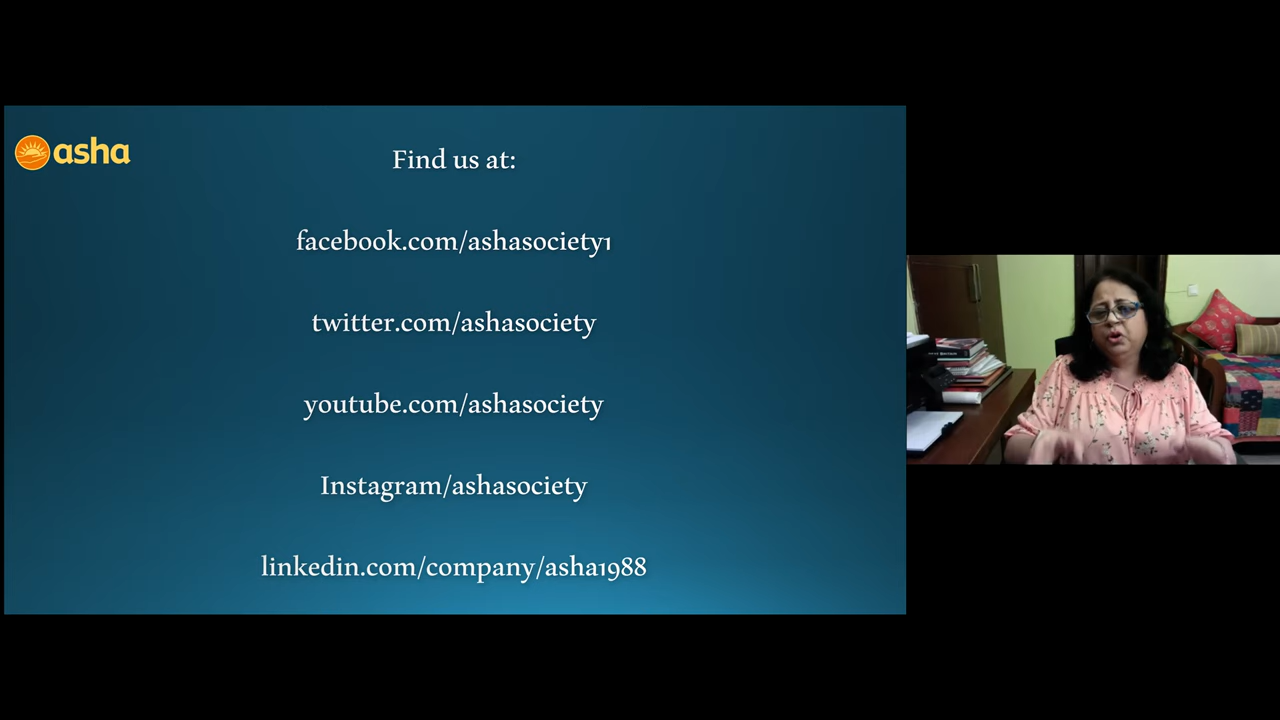 asha
Find us at:
facebook.com/ashasociety1
twitter.com/ashasociety
youtube.com/ashasociety
Instagram/ashasociety
linkedin.com/company/asha1988